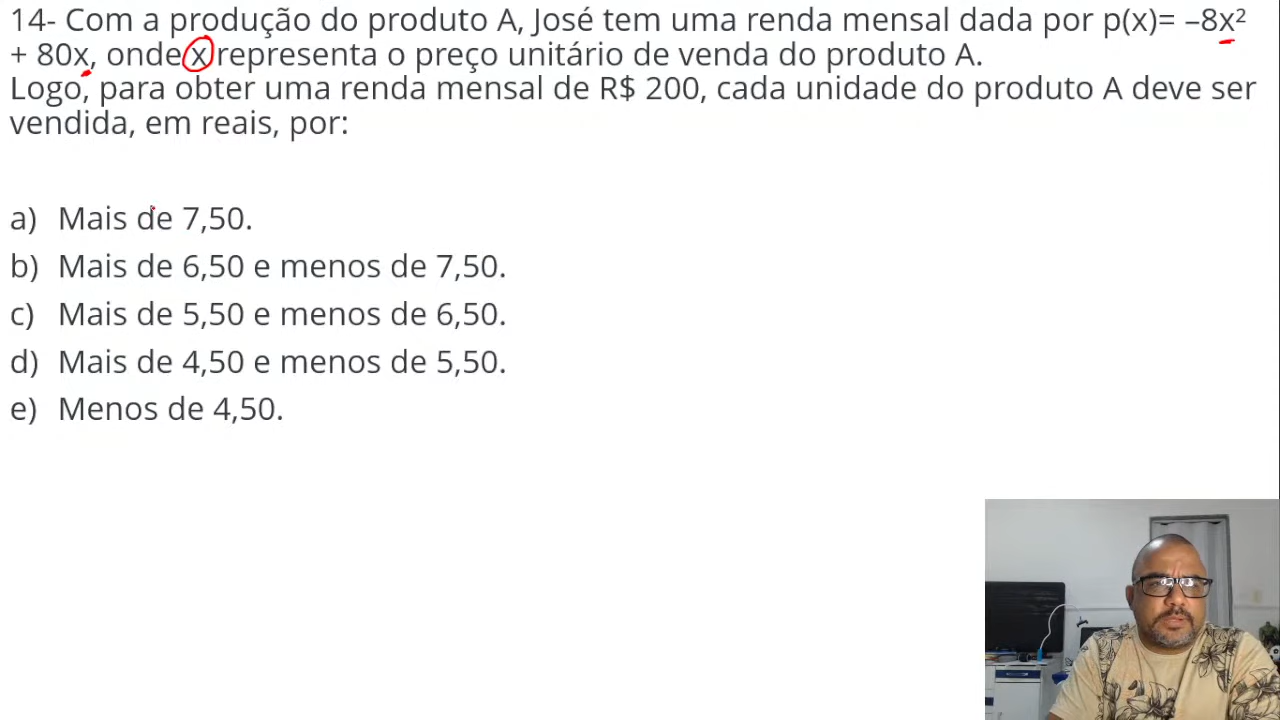 14- Com a produção do produto A, José tem uma renda mensal dada por p(x)= –8x²
+ 80x, onde x representa o preço unitário de venda do produto A.
Logo, para obter uma renda mensal de R$ 200, cada unidade do produto A deve ser
vendida, em reais, por:
a) Mais de 7,50.
b) Mais de 6,50 e menos de 7,50.
c) Mais de 5,50 e menos de 6,50.
d) Mais de 4,50 e menos de 5,50.
e) Menos de 4,50.